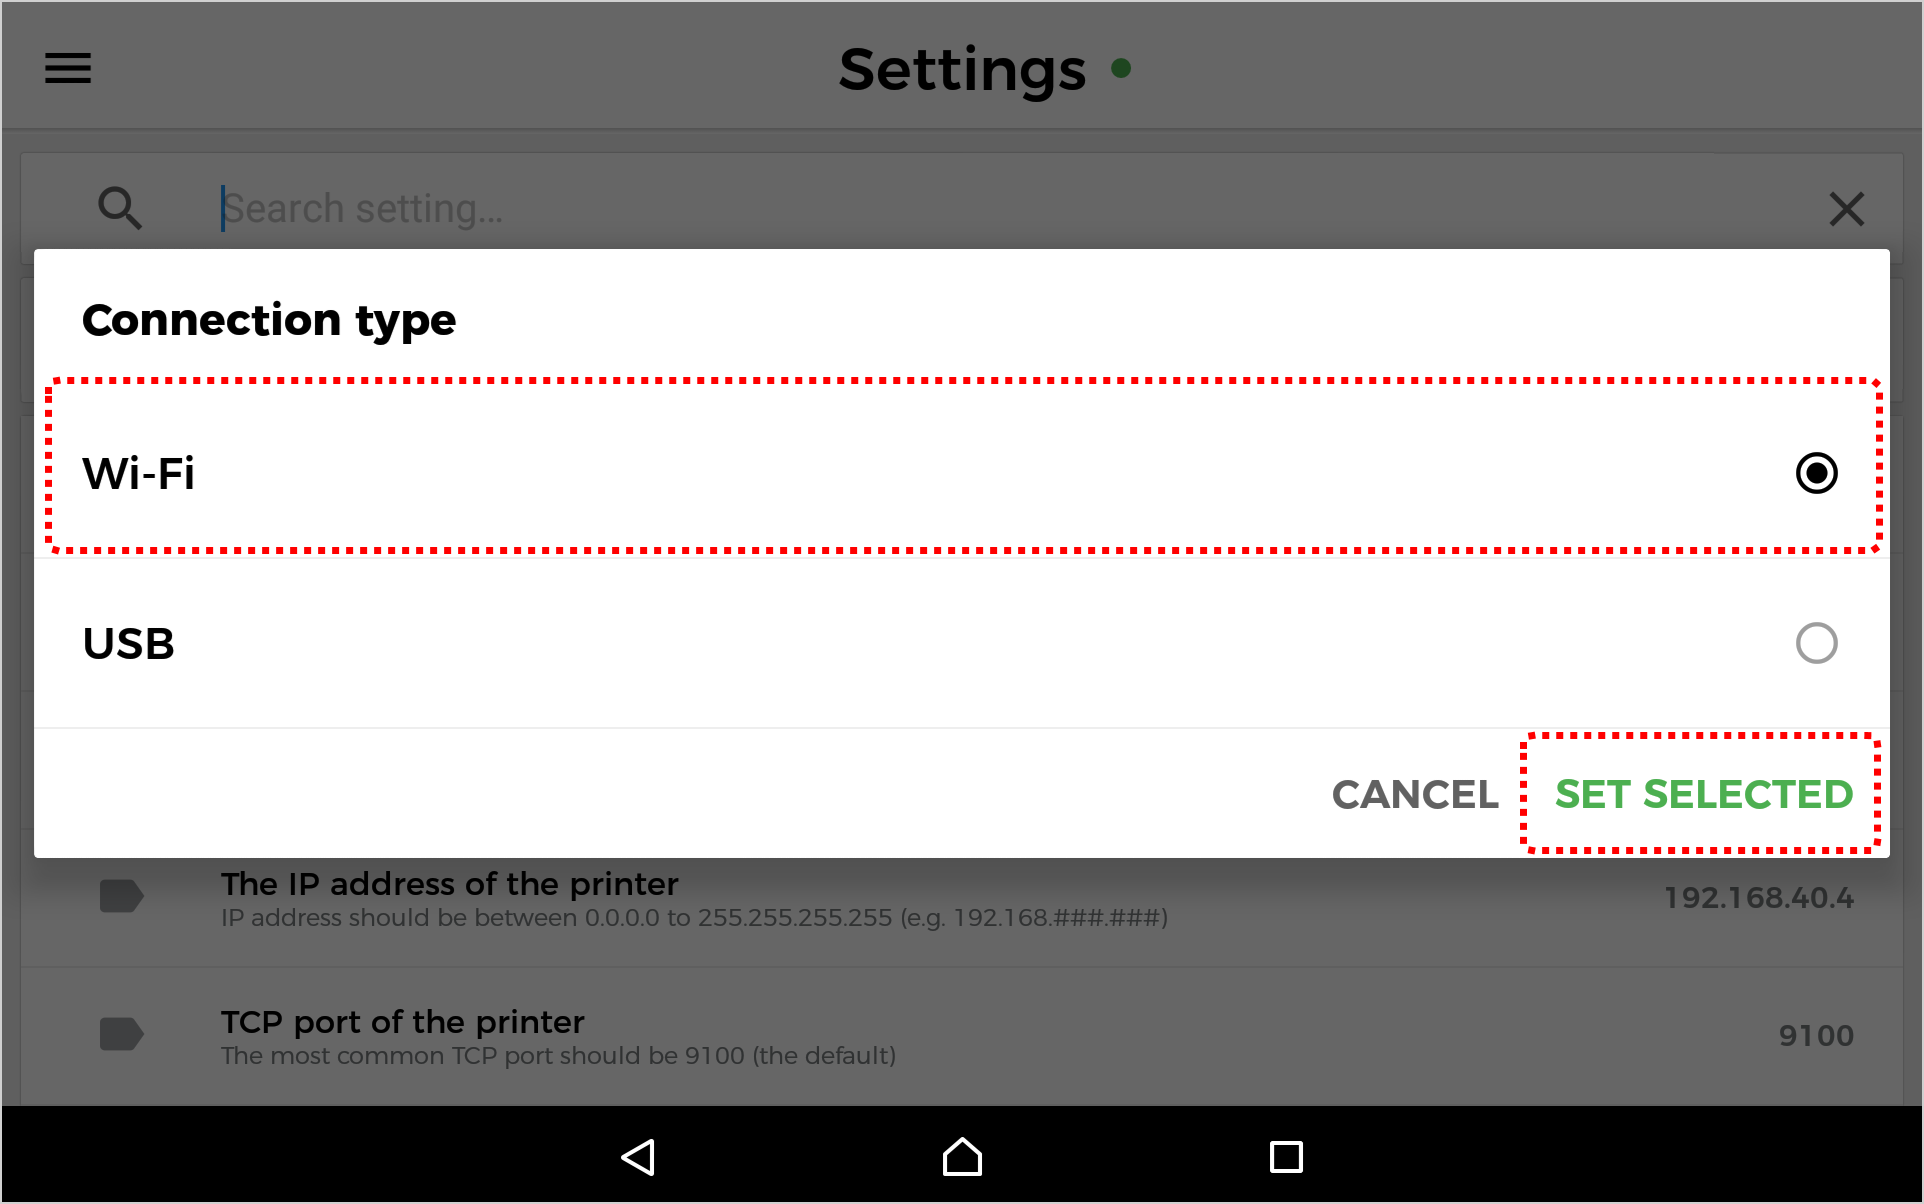 Settings
Search setting...
Connection type
Wi-Fi
USB
CANCEL SET SELECTED
The IP address of the printer
IP address should be between 0.0.0.0 to 255.255.255.255 (e.g. 192.168.###.###)
192.168.40.4
TCP port of the printer
The most common TCP port should be 9100 (the default)
9100